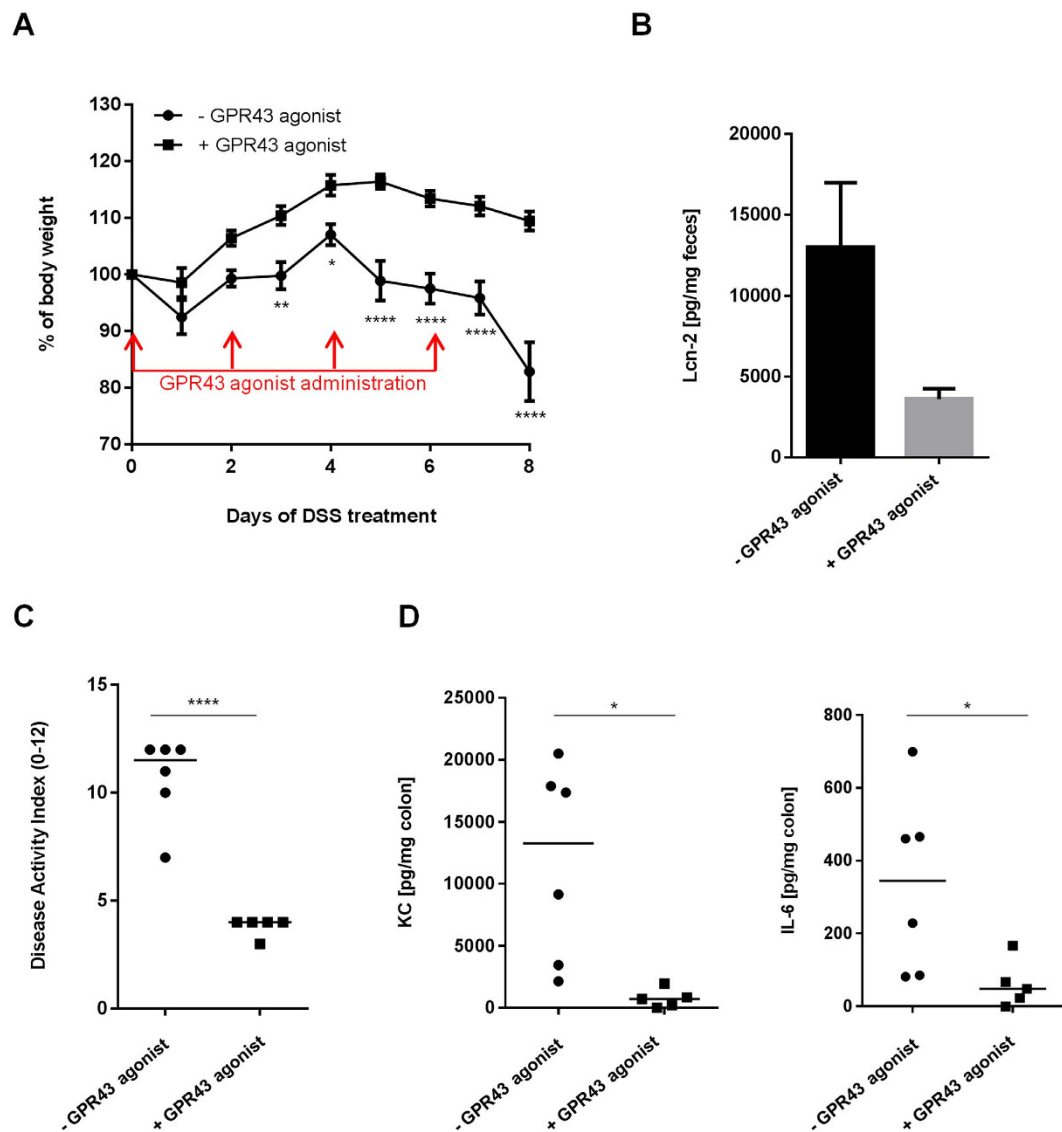 A
130
120
110
100
90
80
70
% of body weight
- GPR43 agonist
+ GPR43 agonist
*
**
****
****
****
****
GPR43 agonist administration
0
2
4
6
8
Days of DSS treatment
B
20000
15000
10000
5000
0
Lcn-2 [pg/mg feces]
- GPR43 agonist
+ GPR43 agonist
C
15
10
5
0
Disease Activity Index (0-12)
****
- GPR43 agonist
+ GPR43 agonist
D
25000
20000
15000
10000
5000
0
KC [pg/mg colon]
*
- GPR43 agonist
+ GPR43 agonist
800
600
400
200
0
IL-6 [pg/mg colon]
*
- GPR43 agonist
+ GPR43 agonist